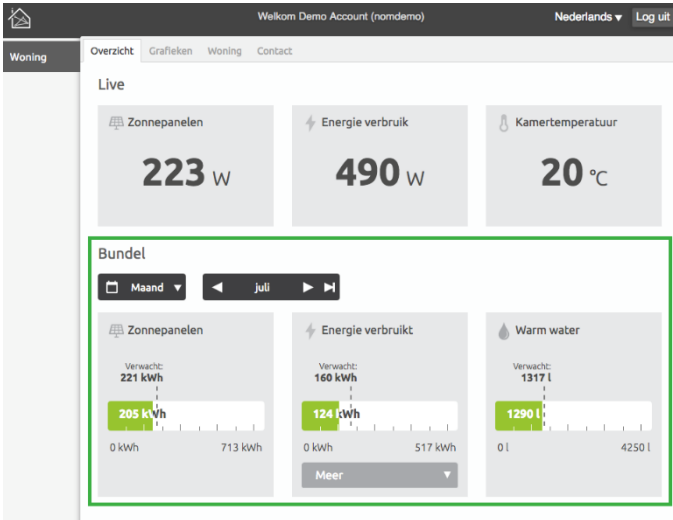 Welkom Demo Account (nomdemo)
Nederlands ▾
Log uit
Woning
Overzicht Grafieken Woning Contact
Live
Zonnepanelen
223 W
Energie verbruik
490 W
Kamertemperatuur
20 °C
Bundel
Maand ▼
◀ juli ▶
Zonnepanelen
Verwacht:
221 kWh
205 kWh
0 kWh 713 kWh
Energie verbruikt
Verwacht:
160 kWh
124 kWh
0 kWh 517 kWh
Meer ▼
Warm water
Verwacht:
1317 l
1290 l
0 l 4250 l